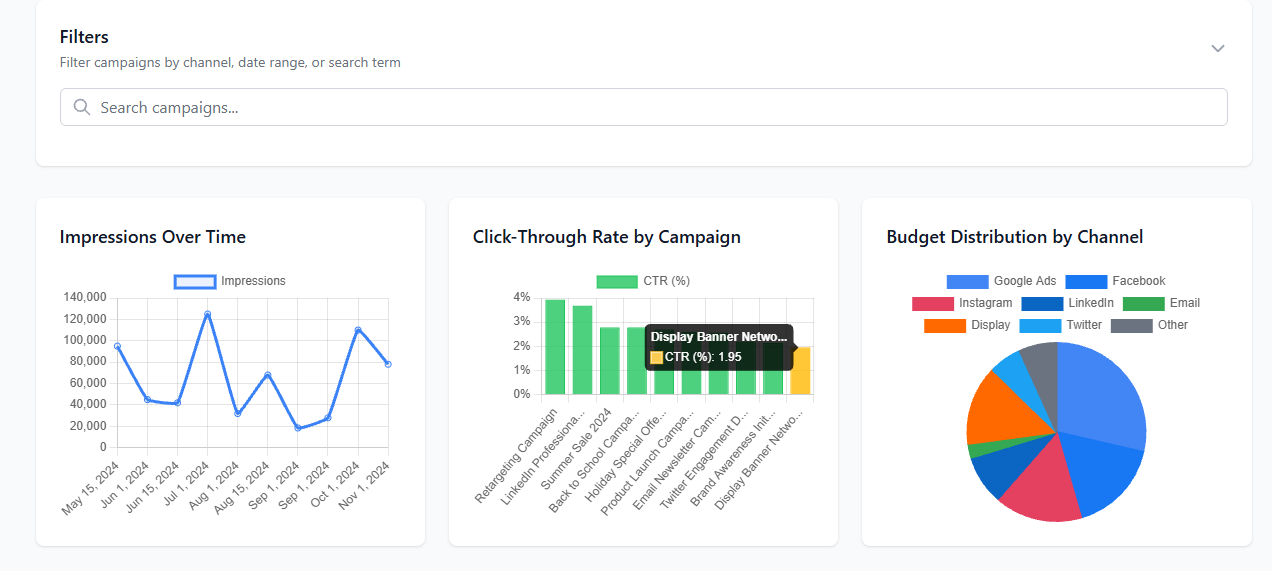 Filters
Filter campaigns by channel, date range, or search term
Search campaigns...
Impressions Over Time
Impressions
140,000
120,000
100,000
80,000
60,000
40,000
20,000
0
May 15, 2024
Jun 1, 2024
Jun 15, 2024
Jul 1, 2024
Aug 1, 2024
Aug 15, 2024
Sep 1, 2024
Sep 1, 2024
Oct 1, 2024
Nov 1, 2024
Click-Through Rate by Campaign
CTR (%)
4%
3%
2%
1%
0%
Display Banner Netwo...
CTR (%): 1.95
Retargeting Campaign
LinkedIn Professiona...
Summer Sale 2024
Back to School Campa...
Holiday Special Offe...
Product Launch Campa...
Email Newsletter Cam...
Twitter Engagement D...
Brand Awareness Init...
Display Banner Netwo...
Budget Distribution by Channel
Google Ads Facebook
Instagram LinkedIn Email
Display Twitter Other